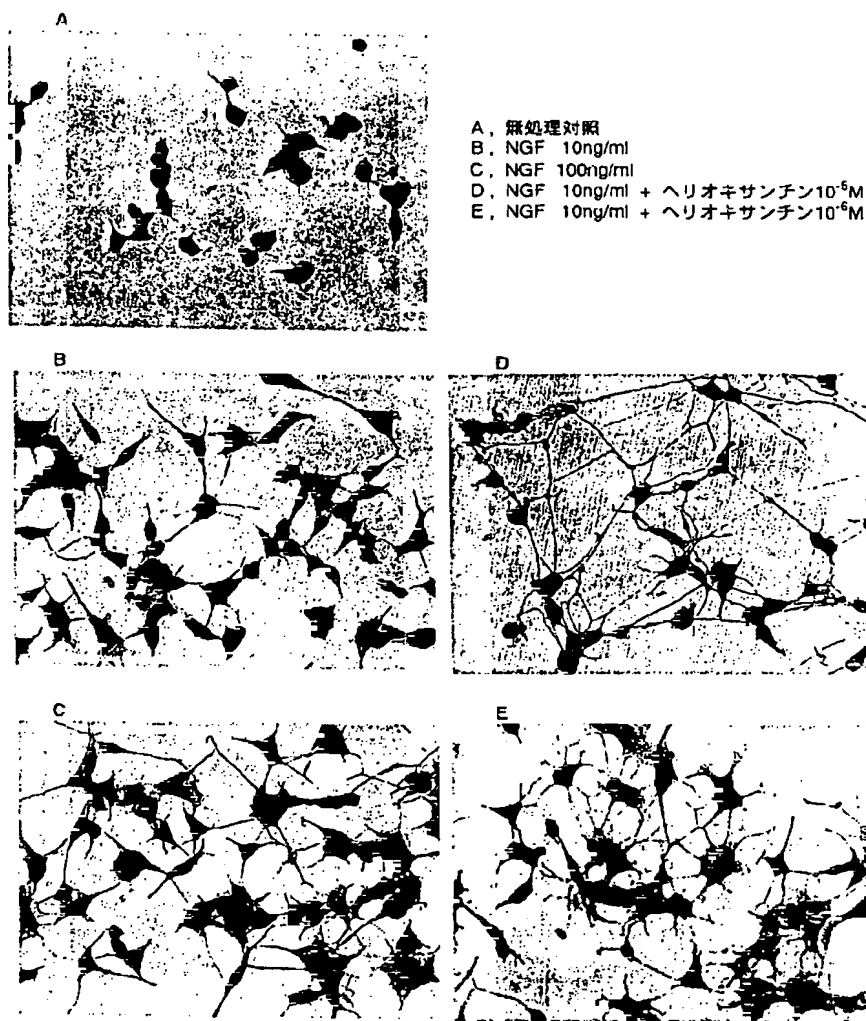 A
A, 無処理対照
B, NGF 10ng/ml
C, NGF 100ng/ml
D, NGF 10ng/ml + ヘリオキサンチン10⁻⁵M
E, NGF 10ng/ml + ヘリオキサンチン10⁻⁶M
B
D
C
E